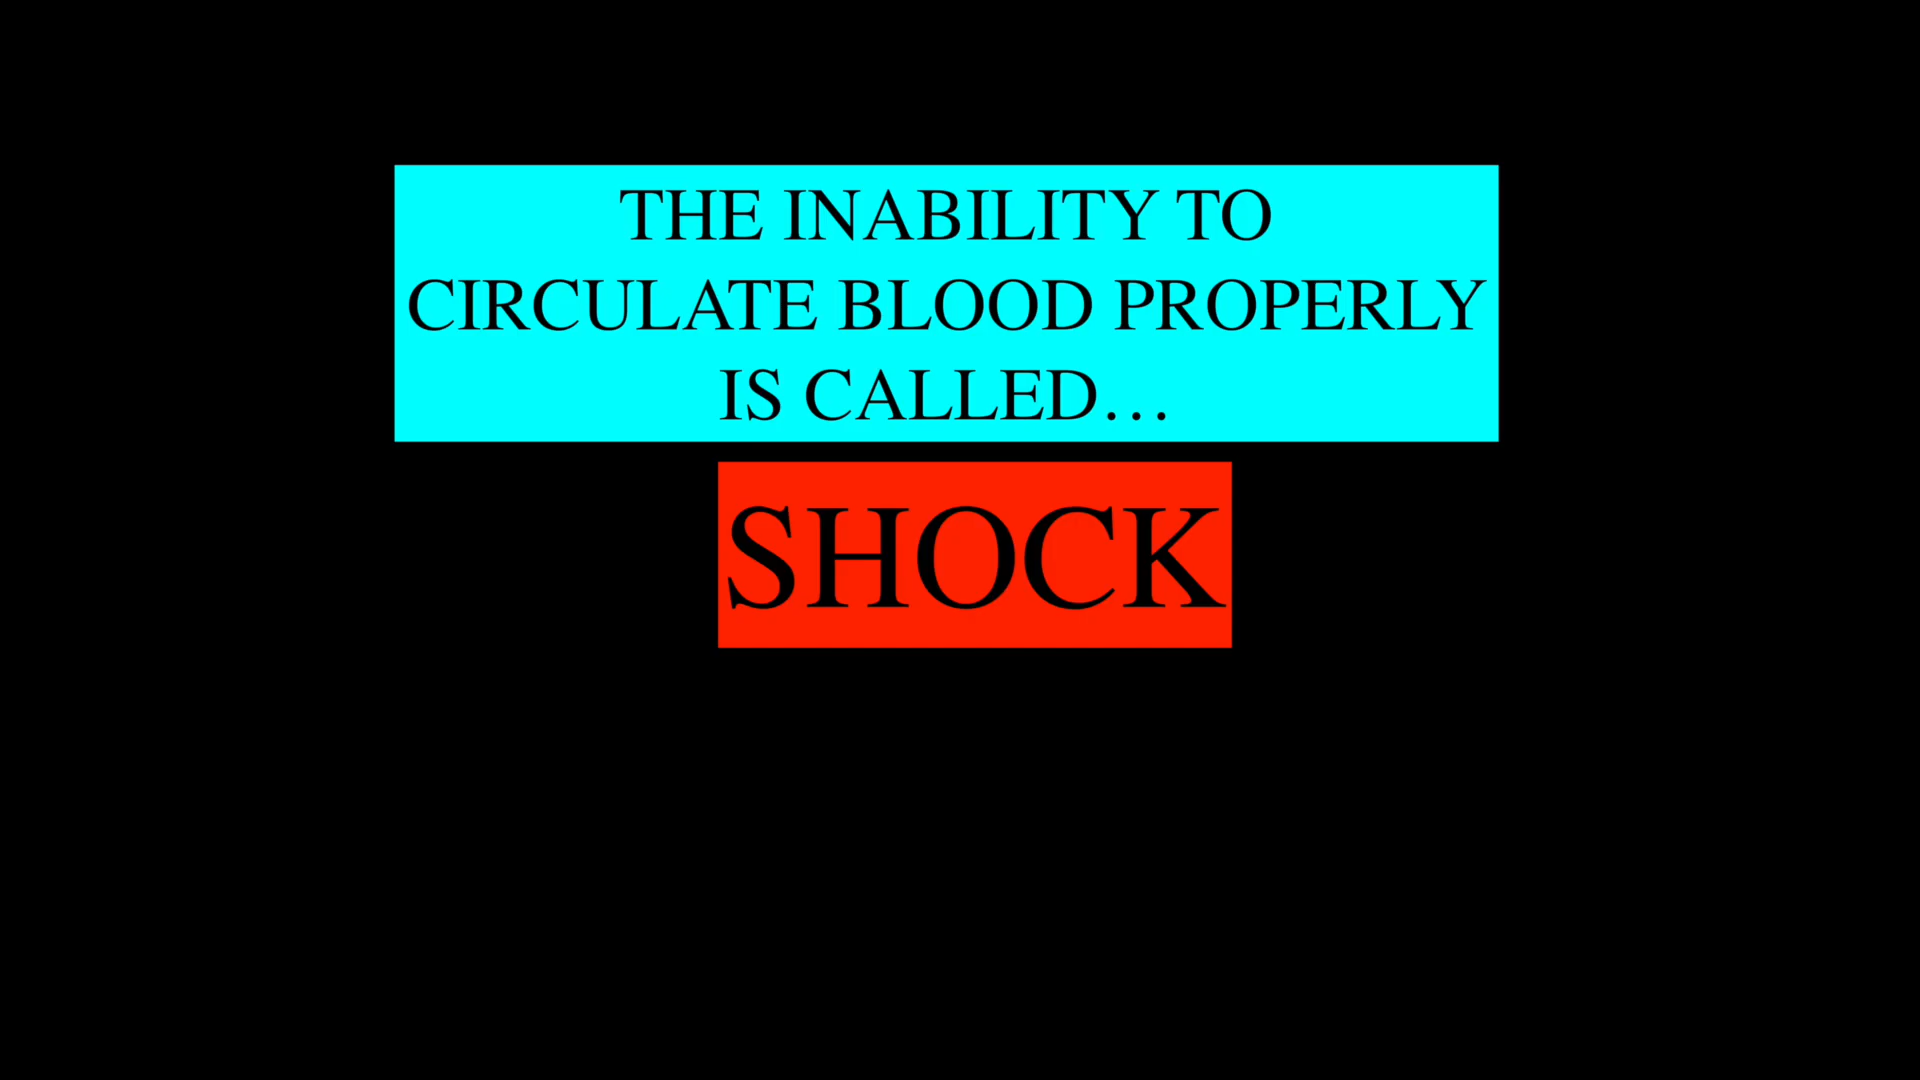 THE INABILITY TO
CIRCULATE BLOOD PROPERLY
IS CALLED…
SHOCK